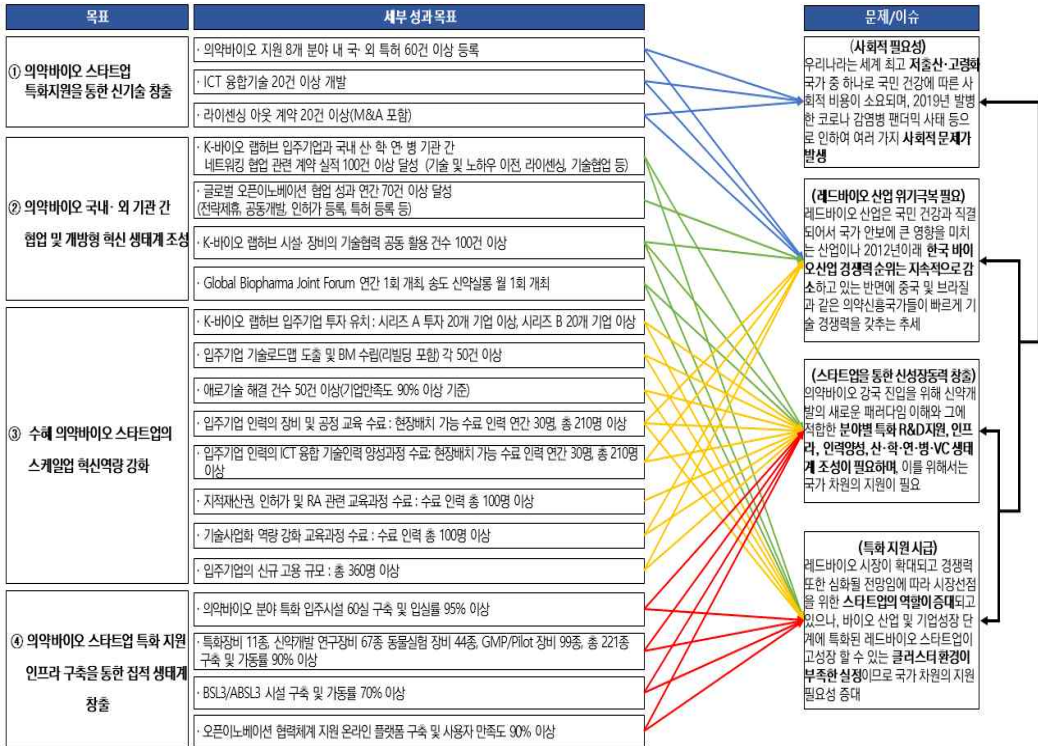 목표
세부 성과목표
문제/이슈
① 의약바이오 스타트업
특화지원을 통한 신기술 창출
· 의약바이오 지원 8개 분야 내 국· 외 특허 60건 이상 등록
· ICT 융합기술 20건 이상 개발
· 라이센싱 아웃 계약 20건 이상(M&A 포함)
② 의약바이오 국내· 외 기관 간
협업 및 개방형 혁신 생태계 조성
· K-바이오 랩허브 입주기업과 국내 산· 학· 연· 병 기관 간
네트워킹 협업 관련 계약 실적 100건 이상 달성 (기술 및 노하우 이전, 라이센싱, 기술협업 등)
· 글로벌 오픈이노베이션 협업 성과 연간 70건 이상 달성
(전략제휴, 공동개발, 인허가 등록, 특허 등록 등)
· K-바이오 랩허브 시설· 장비의 기술협력 공동 활용 건수 100건 이상
· Global Biopharma Joint Forum 연간 1회 개최, 송도 신약살롱 월 1회 개최
③ 수혜 의약바이오 스타트업의
스케일업 혁신역량 강화
· K-바이오 랩허브 입주기업 투자 유치 : 시리즈 A 투자 20개 기업 이상, 시리즈 B 20개 기업 이상
· 입주기업 기술로드맵 도출 및 BM 수립(리빌딩 포함) 각 50건 이상
· 애로기술 해결 건수 50건 이상(기업만족도 90% 이상 기준)
· 입주기업 인력의 장비 및 공정 교육 수료 : 현장배치 가능 수료 인력 연간 30명, 총 210명 이상
· 입주기업 인력의 ICT 융합 기술인력 양성과정 수료: 현장배치 가능 수료 인력 연간 30명, 총 210명
이상
· 지적재산권, 인허가 및 RA 관련 교육과정 수료 : 수료 인력 총 100명 이상
· 기술사업화 역량 강화 교육과정 수료 : 수료 인력 총 100명 이상
· 입주기업의 신규 고용 규모 : 총 360명 이상
④ 의약바이오 스타트업 특화 지원
인프라 구축을 통한 집적 생태계
창출
· 의약바이오 분야 특화 입주시설 60실 구축 및 입실률 95% 이상
· 특화장비 11종, 신약개발 연구장비 67종 동물실험 장비 44종, GMP/Pilot 장비 99종, 총 221종
구축 및 가동률 90% 이상
· BSL3/ABSL3 시설 구축 및 가동률 70% 이상
· 오픈이노베이션 협력체계 지원 온라인 플랫폼 구축 및 사용자 만족도 90% 이상
(사회적 필요성)
우리나라는 세계 최고 저출산·고령화
국가 중 하나로 국민 건강에 따른 사
회적 비용이 소요되며, 2019년 발병
한 코로나 감염병 팬더믹 사태 등으
로 인하여 여러 가지 사회적 문제가
발생
(레드바이오 산업 위기극복 필요)
레드바이오 산업은 국민 건강과 직결
되어서 국가 안보에 큰 영향을 미치
는 산업이나 2012년이래 한국 바이
오산업 경쟁력 순위는 지속적으로 감
소하고 있는 반면에 중국 및 브라질
과 같은 의약신흥국가들이 빠르게 기
술 경쟁력을 갖추는 추세
(스타트업을 통한 신성장동력 창출)
의약바이오 강국 진입을 위해 신약개
발의 새로운 패러다임 이해와 그에
적합한 분야별 특화 R&D지원, 인프
라, 인력양성, 산·학·연·병·VC 생태
계 조성이 필요하며, 이를 위해서는
국가 차원의 지원이 필요
(특화 지원 시급)
레드바이오 시장이 확대되고 경쟁력
또한 심화될 전망임에 따라 시장선점
을 위한 스타트업의 역할이 증대되고
있으나, 바이오 산업 및 기업성장 단
계에 특화된 레드바이오 스타트업이
고성장 할 수 있는 클러스터 환경이
부족한 실정이므로 국가 차원의 지원
필요성 증대